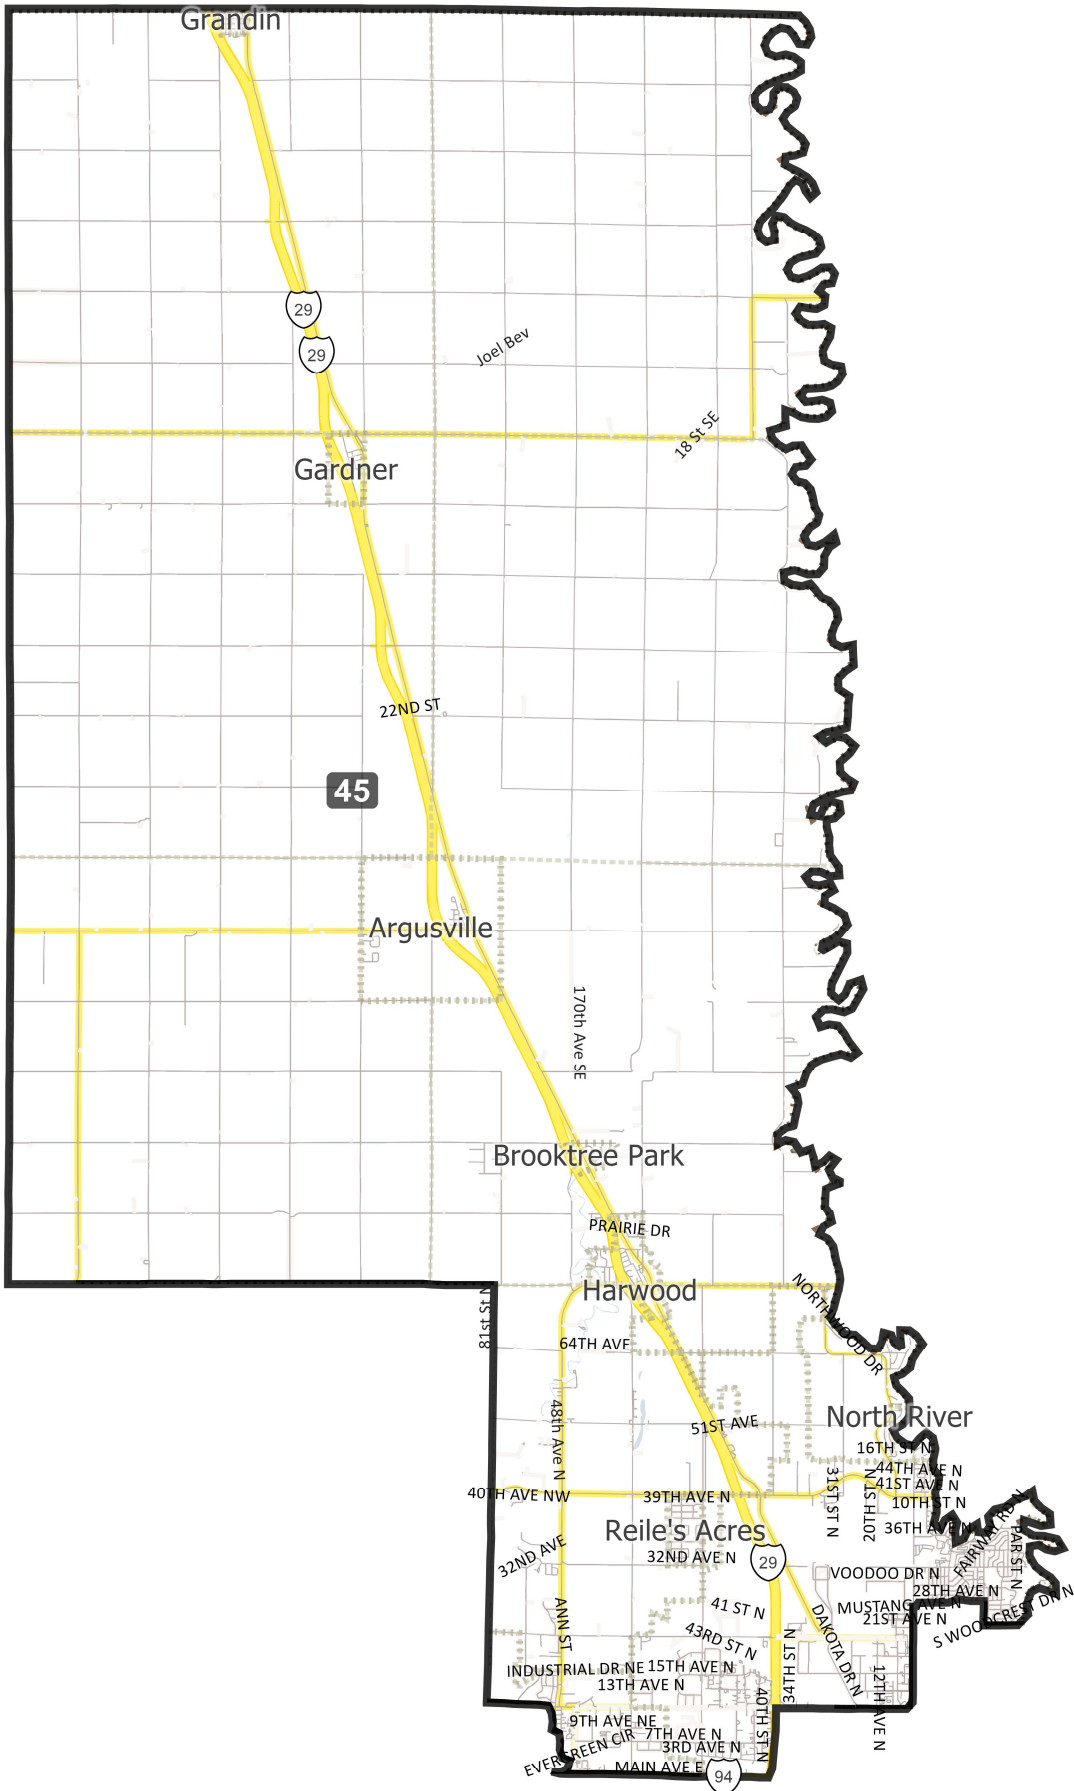 Grandin
29
29
Joel Bev
18 St SE
Gardner
22ND ST
45
Argusville
170th Ave SE
Brooktree Park
PRAIRIE DR
Harwood
NORTHWOOD DR
81st St N
64TH AVE
48th Ave N
51ST AVE
North River
16TH ST N
44TH AVE N
41ST AVE N
10TH ST N
40TH AVE NW
39TH AVE N
31ST ST N
20TH ST N
36TH AVE N
FAIRWAY RD N
PAR ST N
Reile's Acres
32ND AVE
32ND AVE N
29
VOODOO DR N
28TH AVE N
MUSTANG AVE N
21ST AVE N
S WOODCREST DR N
ANN ST
41 ST N
43RD ST N
DAKOTA DR N
34TH ST N
INDUSTRIAL DR NE
15TH AVE N
13TH AVE N
12TH AVE N
40TH ST N
9TH AVE NE
7TH AVE N
3RD AVE N
EVERGREEN CIR
MAIN AVE E
94